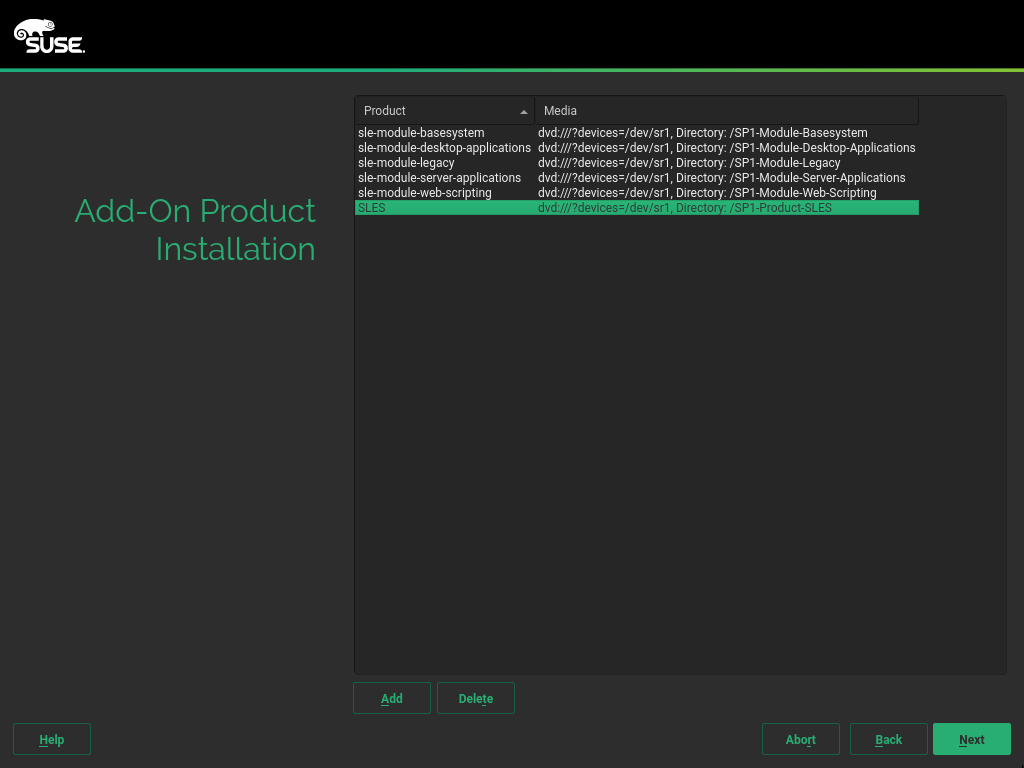 SUSE.
Product Media
sle-module-basesystem dvd:///?devices=/dev/sr1, Directory: /SP1-Module-Basesystem
sle-module-desktop-applications dvd:///?devices=/dev/sr1, Directory: /SP1-Module-Desktop-Applications
sle-module-legacy dvd:///?devices=/dev/sr1, Directory: /SP1-Module-Legacy
sle-module-server-applications dvd:///?devices=/dev/sr1, Directory: /SP1-Module-Server-Applications
sle-module-web-scripting dvd:///?devices=/dev/sr1, Directory: /SP1-Module-Web-Scripting
SLES dvd:///?devices=/dev/sr1, Directory: /SP1-Product-SLES
Add-On Product
Installation
Add Delete
Help Abort Back Next